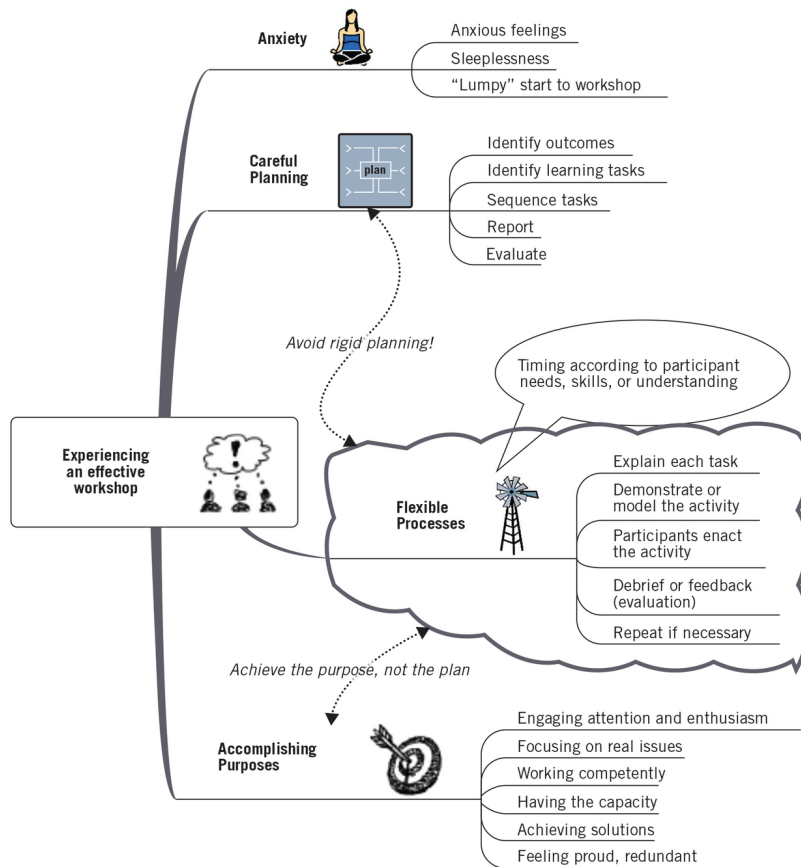 Anxiety
Anxious feelings
Sleeplessness
“Lumpy” start to workshop
Careful
Planning
plan
Identify outcomes
Identify learning tasks
Sequence tasks
Report
Evaluate
Avoid rigid planning!
Timing according to participant
needs, skills, or understanding
Experiencing
an effective
workshop
!
Flexible
Processes
Explain each task
Demonstrate or
model the activity
Participants enact
the activity
Debrief or feedback
(evaluation)
Repeat if necessary
Achieve the purpose, not the plan
Accomplishing
Purposes
Engaging attention and enthusiasm
Focusing on real issues
Working competently
Having the capacity
Achieving solutions
Feeling proud, redundant